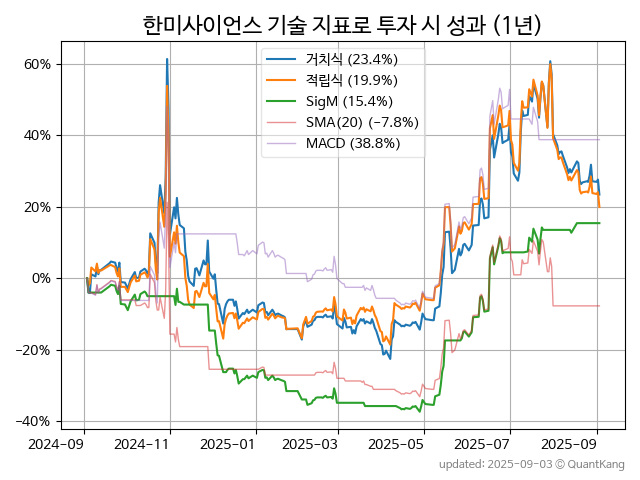 한미사이언스 기술 지표로 투자 시 성과 (1년)
거치식 (23.4%)
적립식 (19.9%)
SigM (15.4%)
SMA(20) (−7.8%)
MACD (38.8%)
60%
40%
20%
0%
−20%
−40%
2024−09
2024−11
2025−01
2025−03
2025−05
2025−07
2025−09
updated: 2025−09−03 © QuantKang